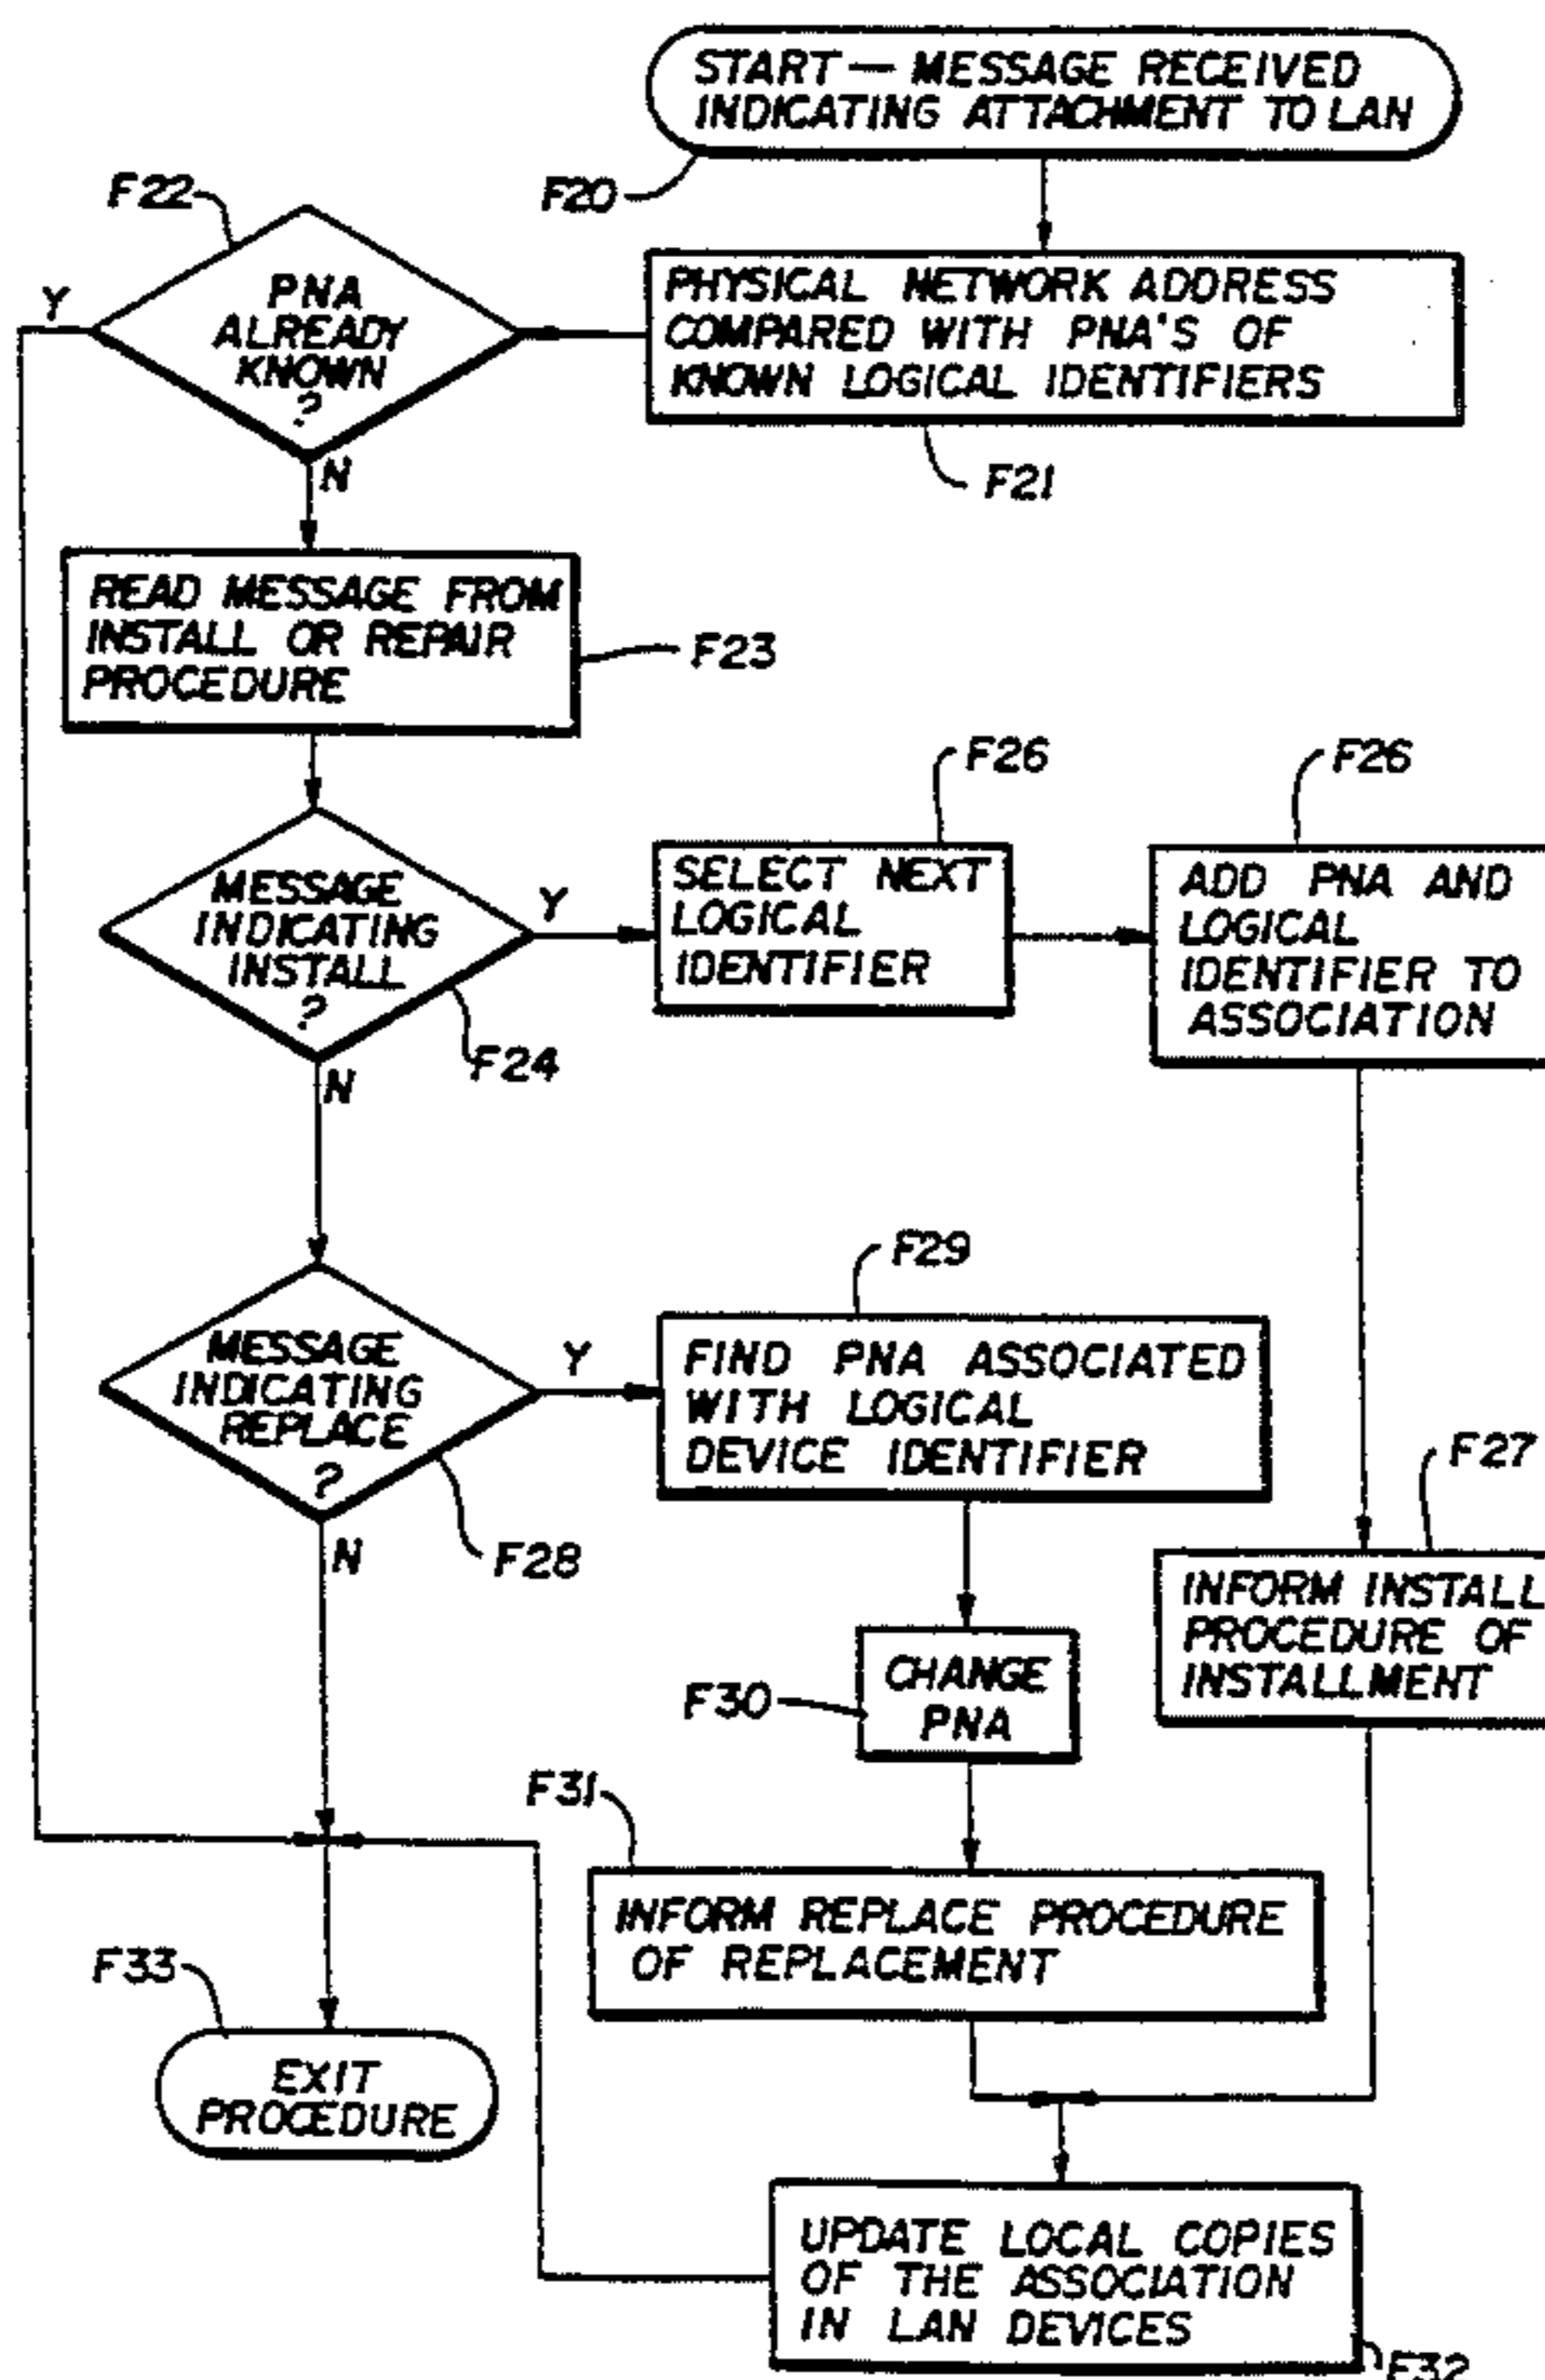 START — MESSAGE RECEIVED
INDICATING ATTACHMENT TO LAN
F20
F22
PNA
ALREADY
KNOWN
?
Y
N
PHYSICAL NETWORK ADDRESS
COMPARED WITH PNA'S OF
KNOWN LOGICAL IDENTIFIERS
F21
READ MESSAGE FROM
INSTALL OR REPAIR
PROCEDURE
F23
MESSAGE
INDICATING
INSTALL
?
Y
N
F24
F26
SELECT NEXT
LOGICAL
IDENTIFIER
F26
ADD PNA AND
LOGICAL
IDENTIFIER TO
ASSOCIATION
MESSAGE
INDICATING
REPLACE
?
Y
N
F28
F29
FIND PNA ASSOCIATED
WITH LOGICAL
DEVICE IDENTIFIER
F27
INFORM INSTALL
PROCEDURE OF
INSTALLMENT
F30
CHANGE
PNA
F31
INFORM REPLACE PROCEDURE
OF REPLACEMENT
F33
EXIT
PROCEDURE
UPDATE LOCAL COPIES
OF THE ASSOCIATION
IN LAN DEVICES
F32